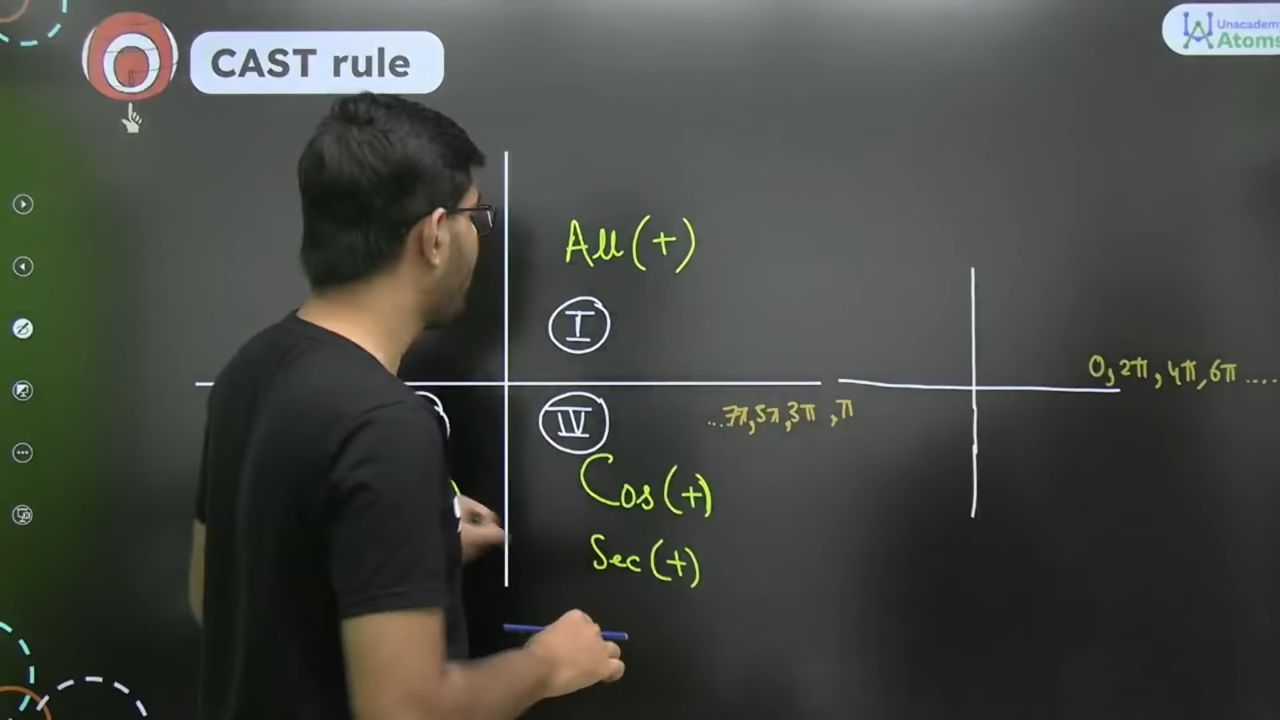 CAST rule
Unacademy
Atoms
All (+)
I
0, 2π, 4π, 6π ....
...7π, 5π, 3π, π
IV
Cos (+)
Sec (+)